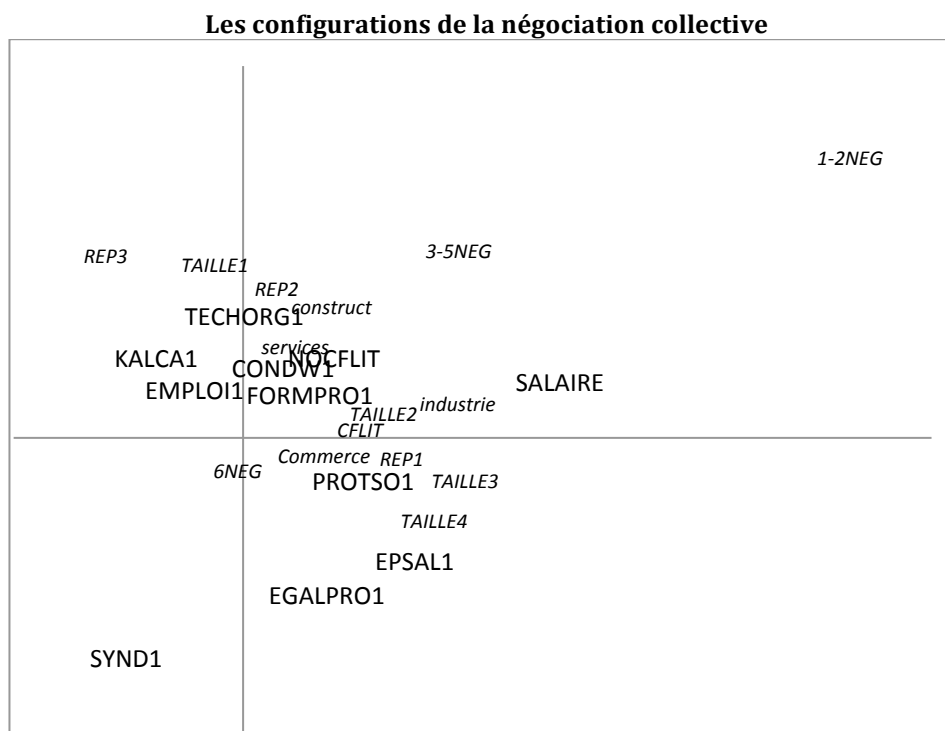 Les configurations de la négociation collective
1-2NEG
3-5NEG
REP3
TAILLE1
REP2
construct
TECHORG1
services
KALCA1
NOCFLIT
CONDW1
SALAIRE
EMPLOI1
FORMPRO1
industrie
TAILLE2
CFLIT
Commerce
REP1
6NEG
PROTSO1
TAILLE3
TAILLE4
EPSAL1
EGALPRO1
SYND1